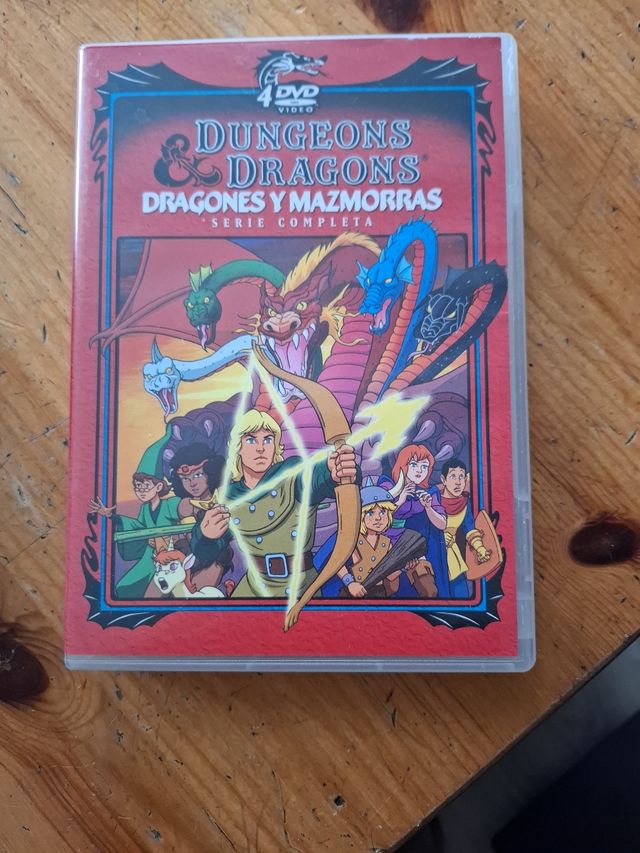 4 DVD
VIDEO
DUNGEONS
& DRAGONS®
DRAGONES Y MAZMORRAS
SERIE COMPLETA